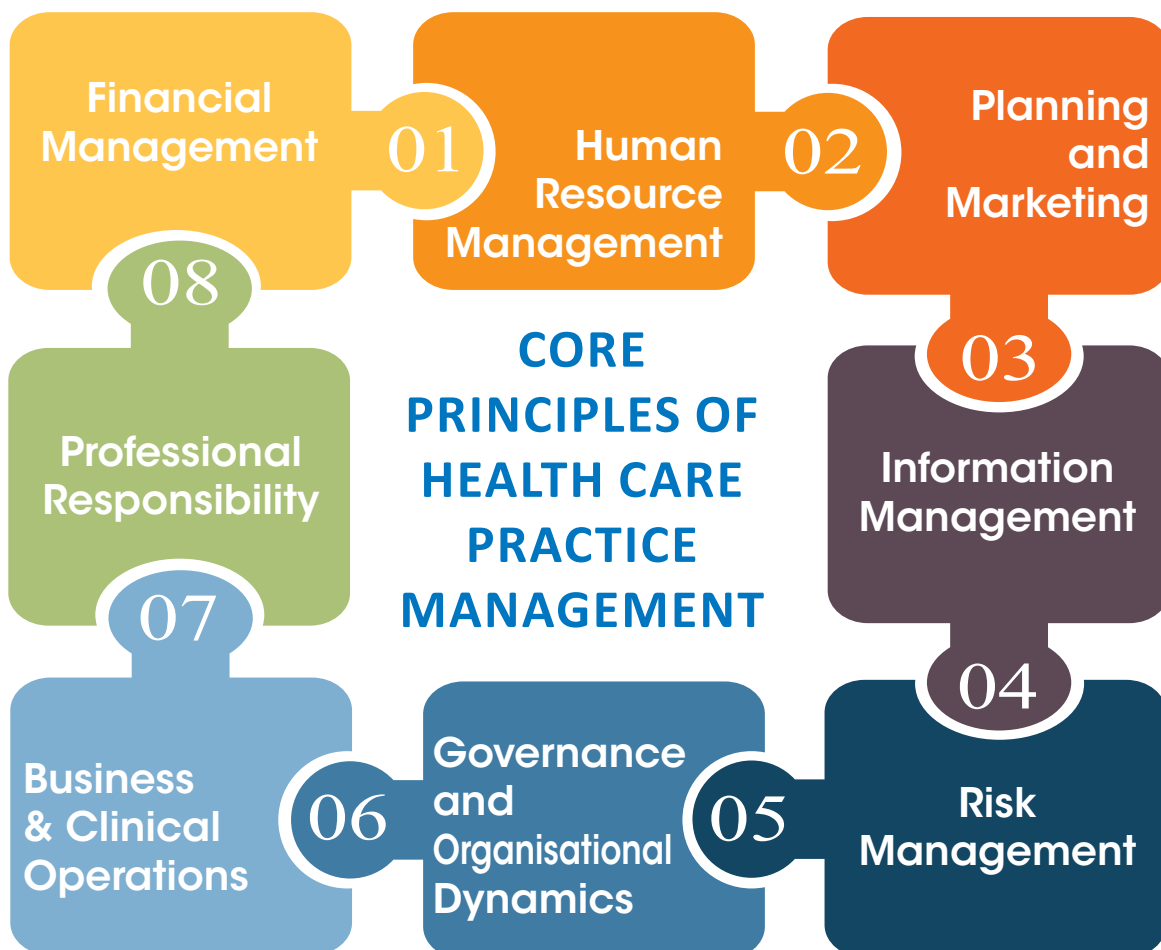 Financial
Management
01
Human
Resource
Management
02
Planning
and
Marketing
03
Information
Management
04
Risk
Management
05
Governance
and
Organisational
Dynamics
06
Business
& Clinical
Operations
07
Professional
Responsibility
08
CORE
PRINCIPLES OF
HEALTH CARE
PRACTICE
MANAGEMENT